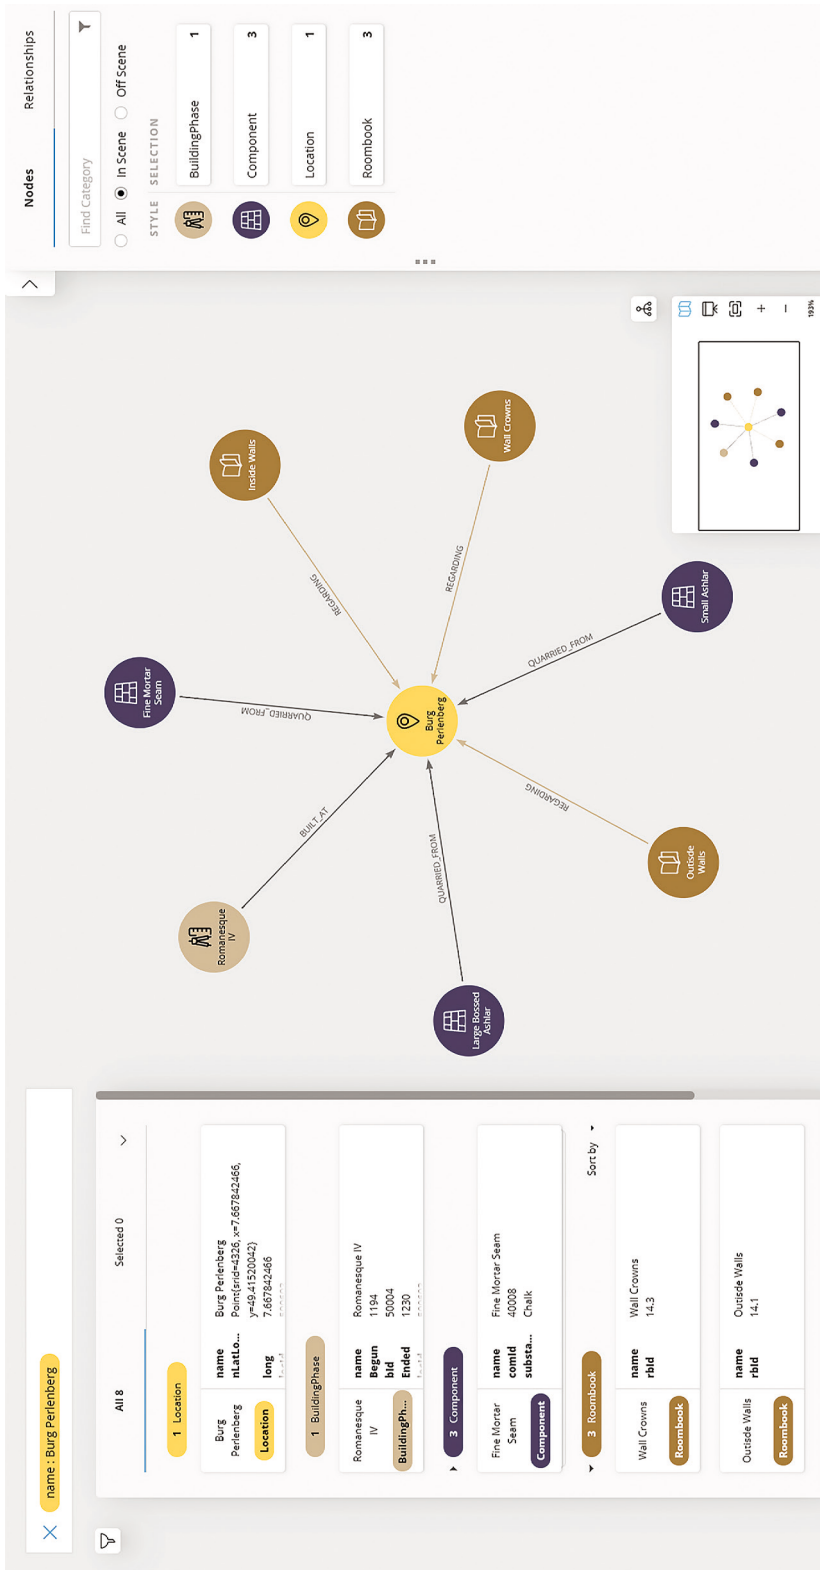 name : Burg Perlenberg
All 8
Selected 0
1 Location
Burg
Perlenberg
Location
name Burg Perlenberg
nLatLo... Point{srid=4326, x=7.667842466,
y=49.41520042}
long 7.667842466
1 BuildingPhase
Romanesque
IV
BuildingPh...
name Romanesque IV
Begun 1194
bId 50004
Ended 1230
3 Component
Fine Mortar
Seam
Component
name Fine Mortar Seam
comId 40008
substa... Chalk
3 Roombook
Sort by
Wall Crowns
Roombook
name Wall Crowns
rbId 14.3
Outisde Walls
Roombook
name Outisde Walls
rbId 14.1
Romanesque
IV
BUILT_AT
Fine Mortar
Seam
QUARRIED_FROM
Inside Walls
REGARDING
Wall Crowns
REGARDING
Burg
Perlenberg
Large Bossed
Ashlar
QUARRIED_FROM
Outisde
Walls
REGARDING
Small Ashlar
QUARRIED_FROM
193%
Nodes
Relationships
Find Category
All
In Scene
Off Scene
STYLE
SELECTION
BuildingPhase 1
Component 3
Location 1
Roombook 3